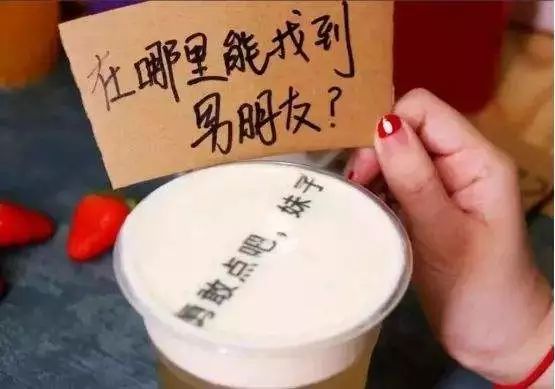 在哪里能找到
男朋友？
勇敢点吧，妹子